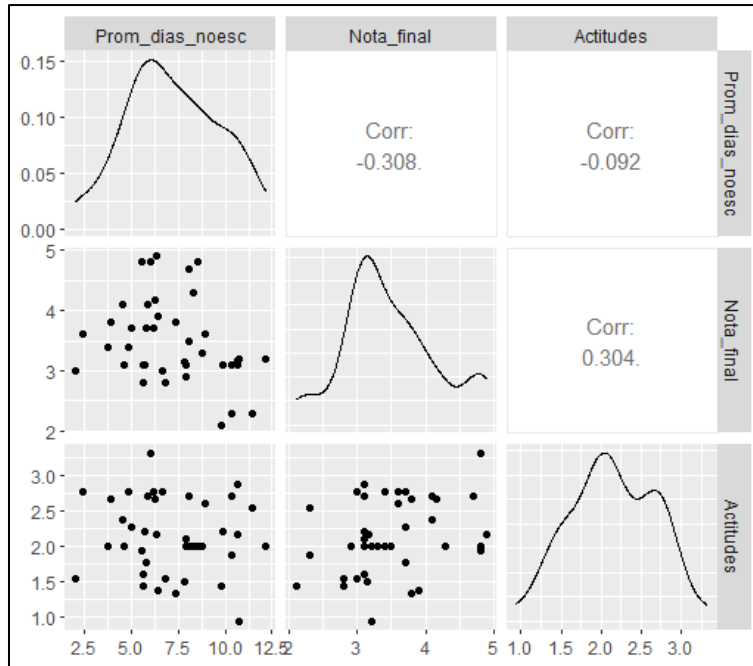 Prom_dias_noesc Nota_final Actitudes
0.15
0.10
0.05
0.00
Corr:
-0.308.
Corr:
-0.092
Prom_dias_noesc
5
4
3
2
Corr:
0.304.
Nota_final
3.0
2.5
2.0
1.5
1.0
Actitudes
2.5 5.0 7.5 10.0 12.5 2 3 4 5 1.0 1.5 2.0 2.5 3.0